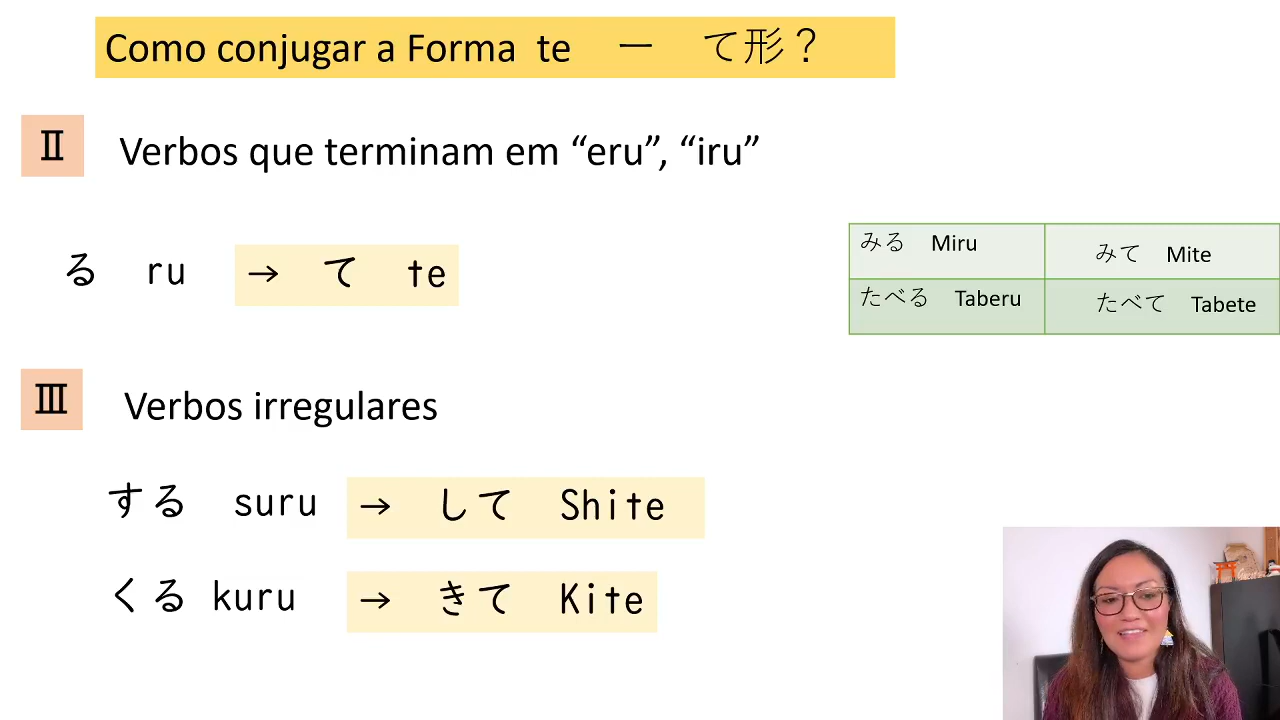 Como conjugar a Forma te ー て形？
Ⅱ Verbos que terminam em “eru”, “iru”
る ru → て te
みる Miru みて Mite
たべる Taberu たべて Tabete
Ⅲ Verbos irregulares
する suru → して Shite
くる kuru → きて Kite